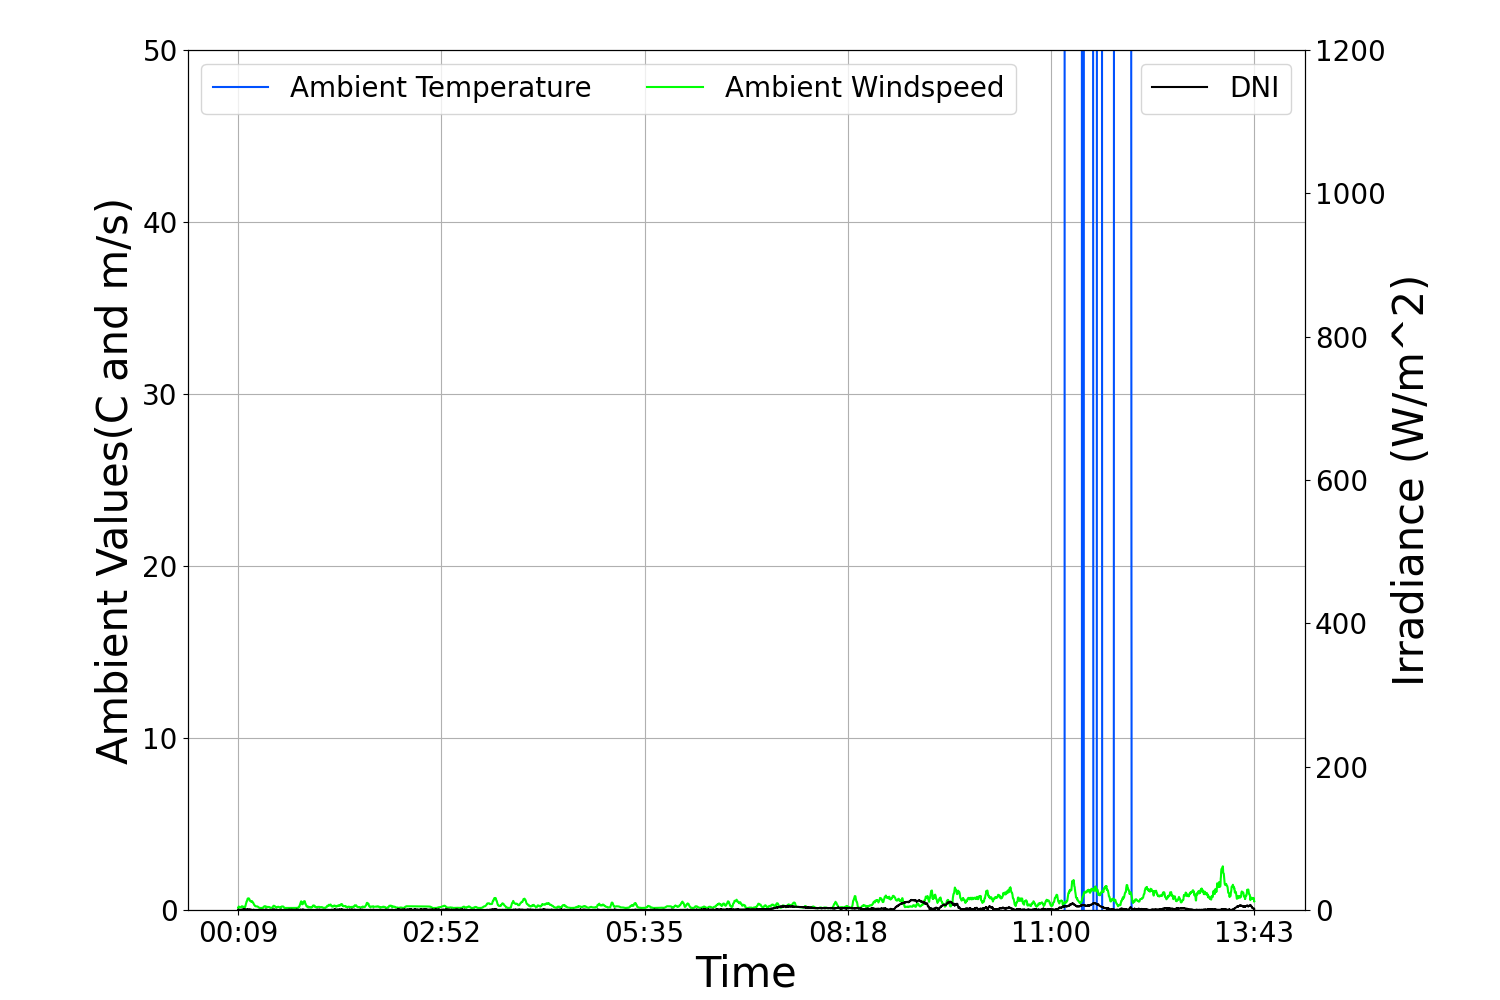 Ambient Temperature
Ambient Windspeed
DNI
Ambient Values(C and m/s)
50
40
30
20
10
0
Irradiance (W/m^2)
1200
1000
800
600
400
200
0
00:09 02:52 05:35 08:18 11:00 13:43
Time